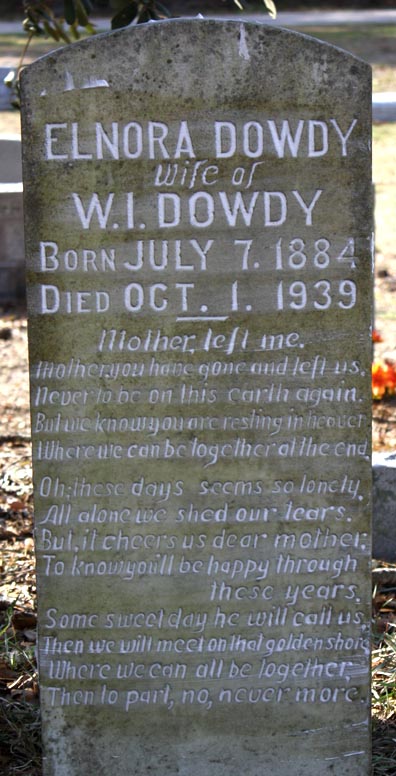 ELNORA DOWDY
Wife of
W.I. DOWDY
BORN JULY 7. 1884
DIED OCT. 1. 1939
Mother, left me.
Mother, you have gone and left us,
Never to be on this earth again.
But we know you are resting in heaver
Where we can be together at the end.
Oh; these days seems so lonely,
All alone we shed our tears.
But, it cheers us dear mother;
To know you'll be happy through
these years.
Some sweet day he will call us,
Then we will meet on that golden shore
Where we can all be together,
Then to part, no, never more.